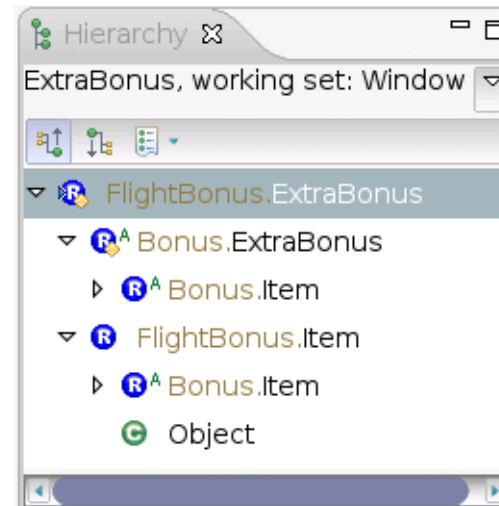 Hierarchy
ExtraBonus, working set: Window
FlightBonus.ExtraBonus
A Bonus.ExtraBonus
R A Bonus.Item
R FlightBonus.Item
R A Bonus.Item
C Object